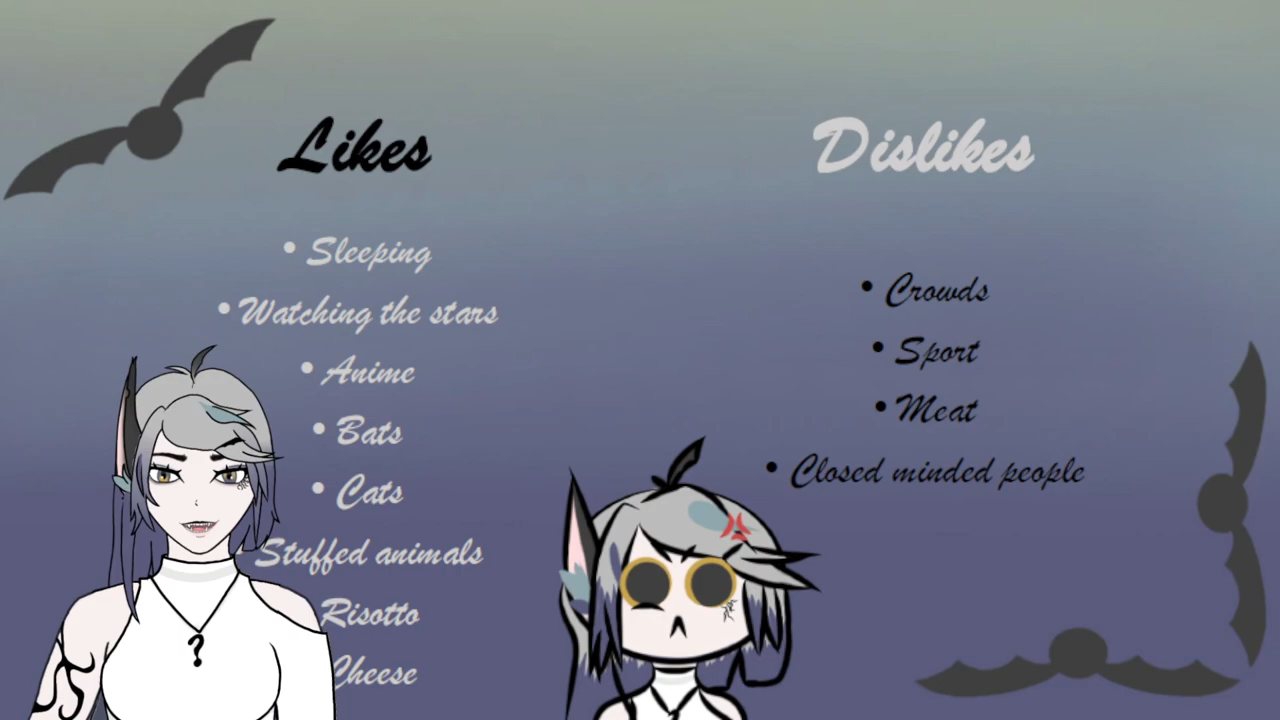 Likes
• Sleeping
• Watching the stars
• Anime
• Bats
• Cats
Stuffed animals
Risotto
Cheese
Dislikes
• Crowds
• Sport
• Meat
• Closed minded people
?